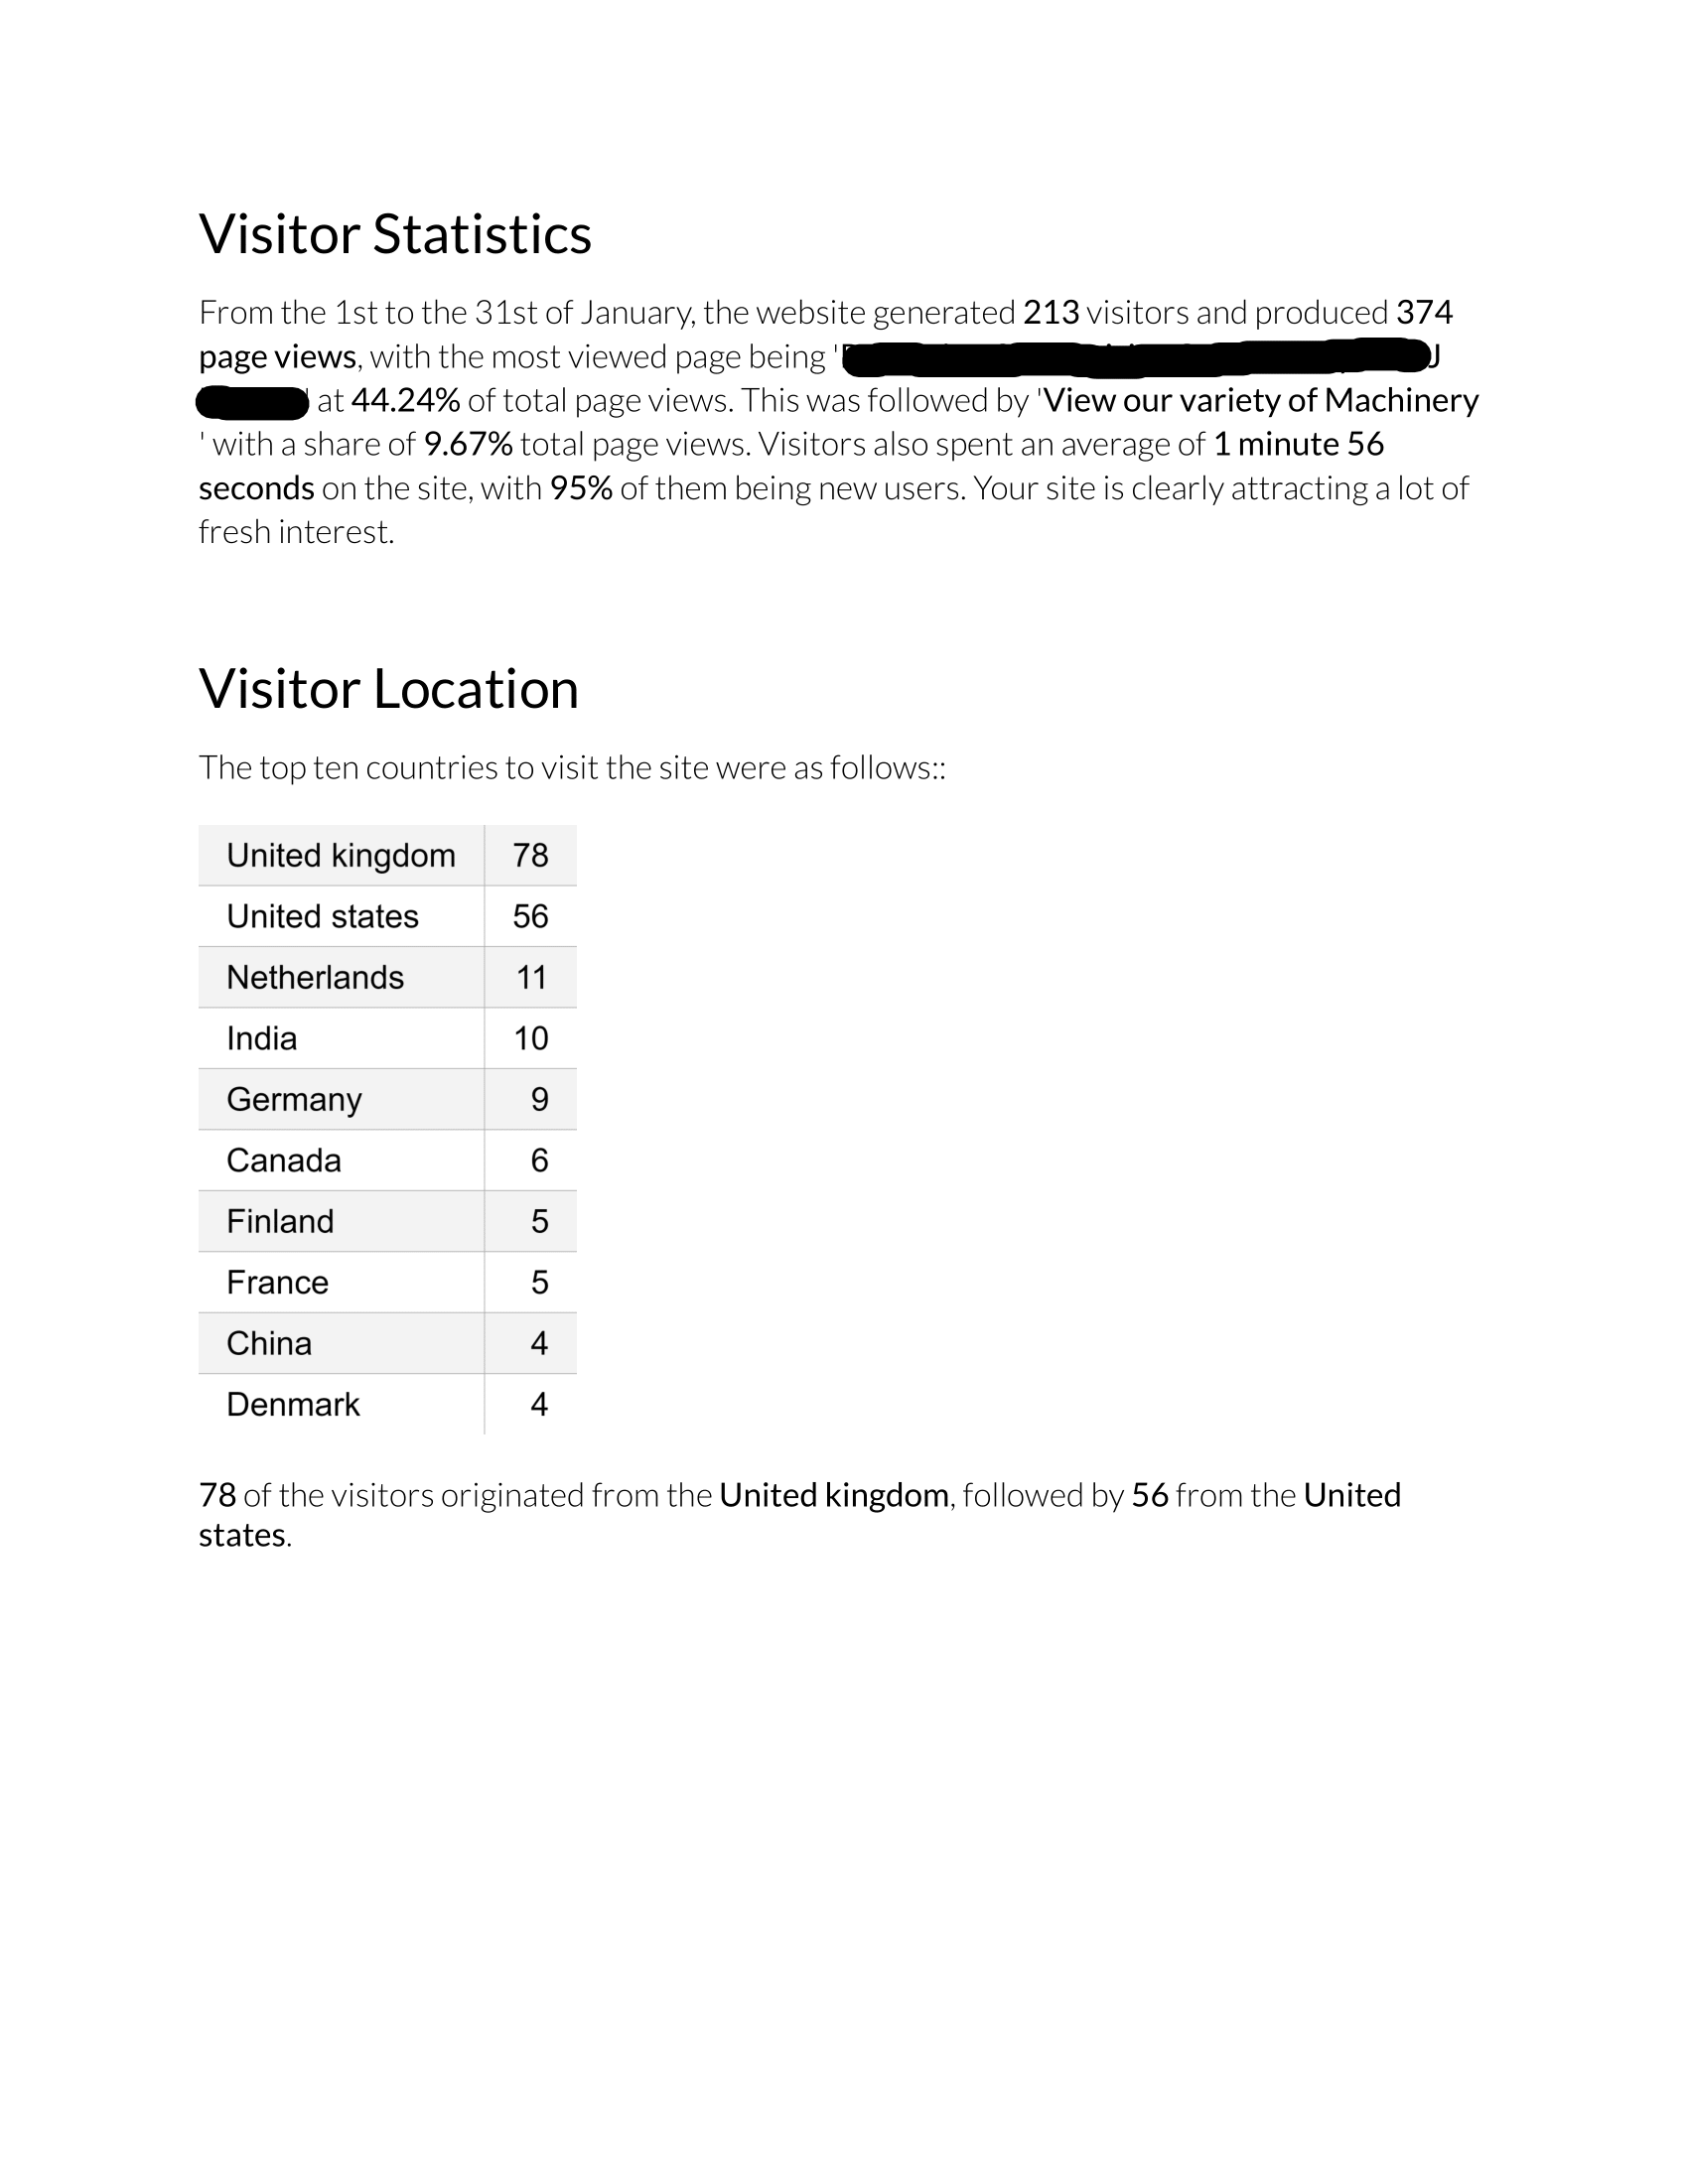 Visitor Statistics
From the 1st to the 31st of January, the website generated 213 visitors and produced 374
page views, with the most viewed page being '
' at 44.24% of total page views. This was followed by 'View our variety of Machinery
' with a share of 9.67% total page views. Visitors also spent an average of 1 minute 56
seconds on the site, with 95% of them being new users. Your site is clearly attracting a lot of
fresh interest.
Visitor Location
The top ten countries to visit the site were as follows::
United kingdom 78
United states 56
Netherlands 11
India 10
Germany 9
Canada 6
Finland 5
France 5
China 4
Denmark 4
78 of the visitors originated from the United kingdom, followed by 56 from the United
states.